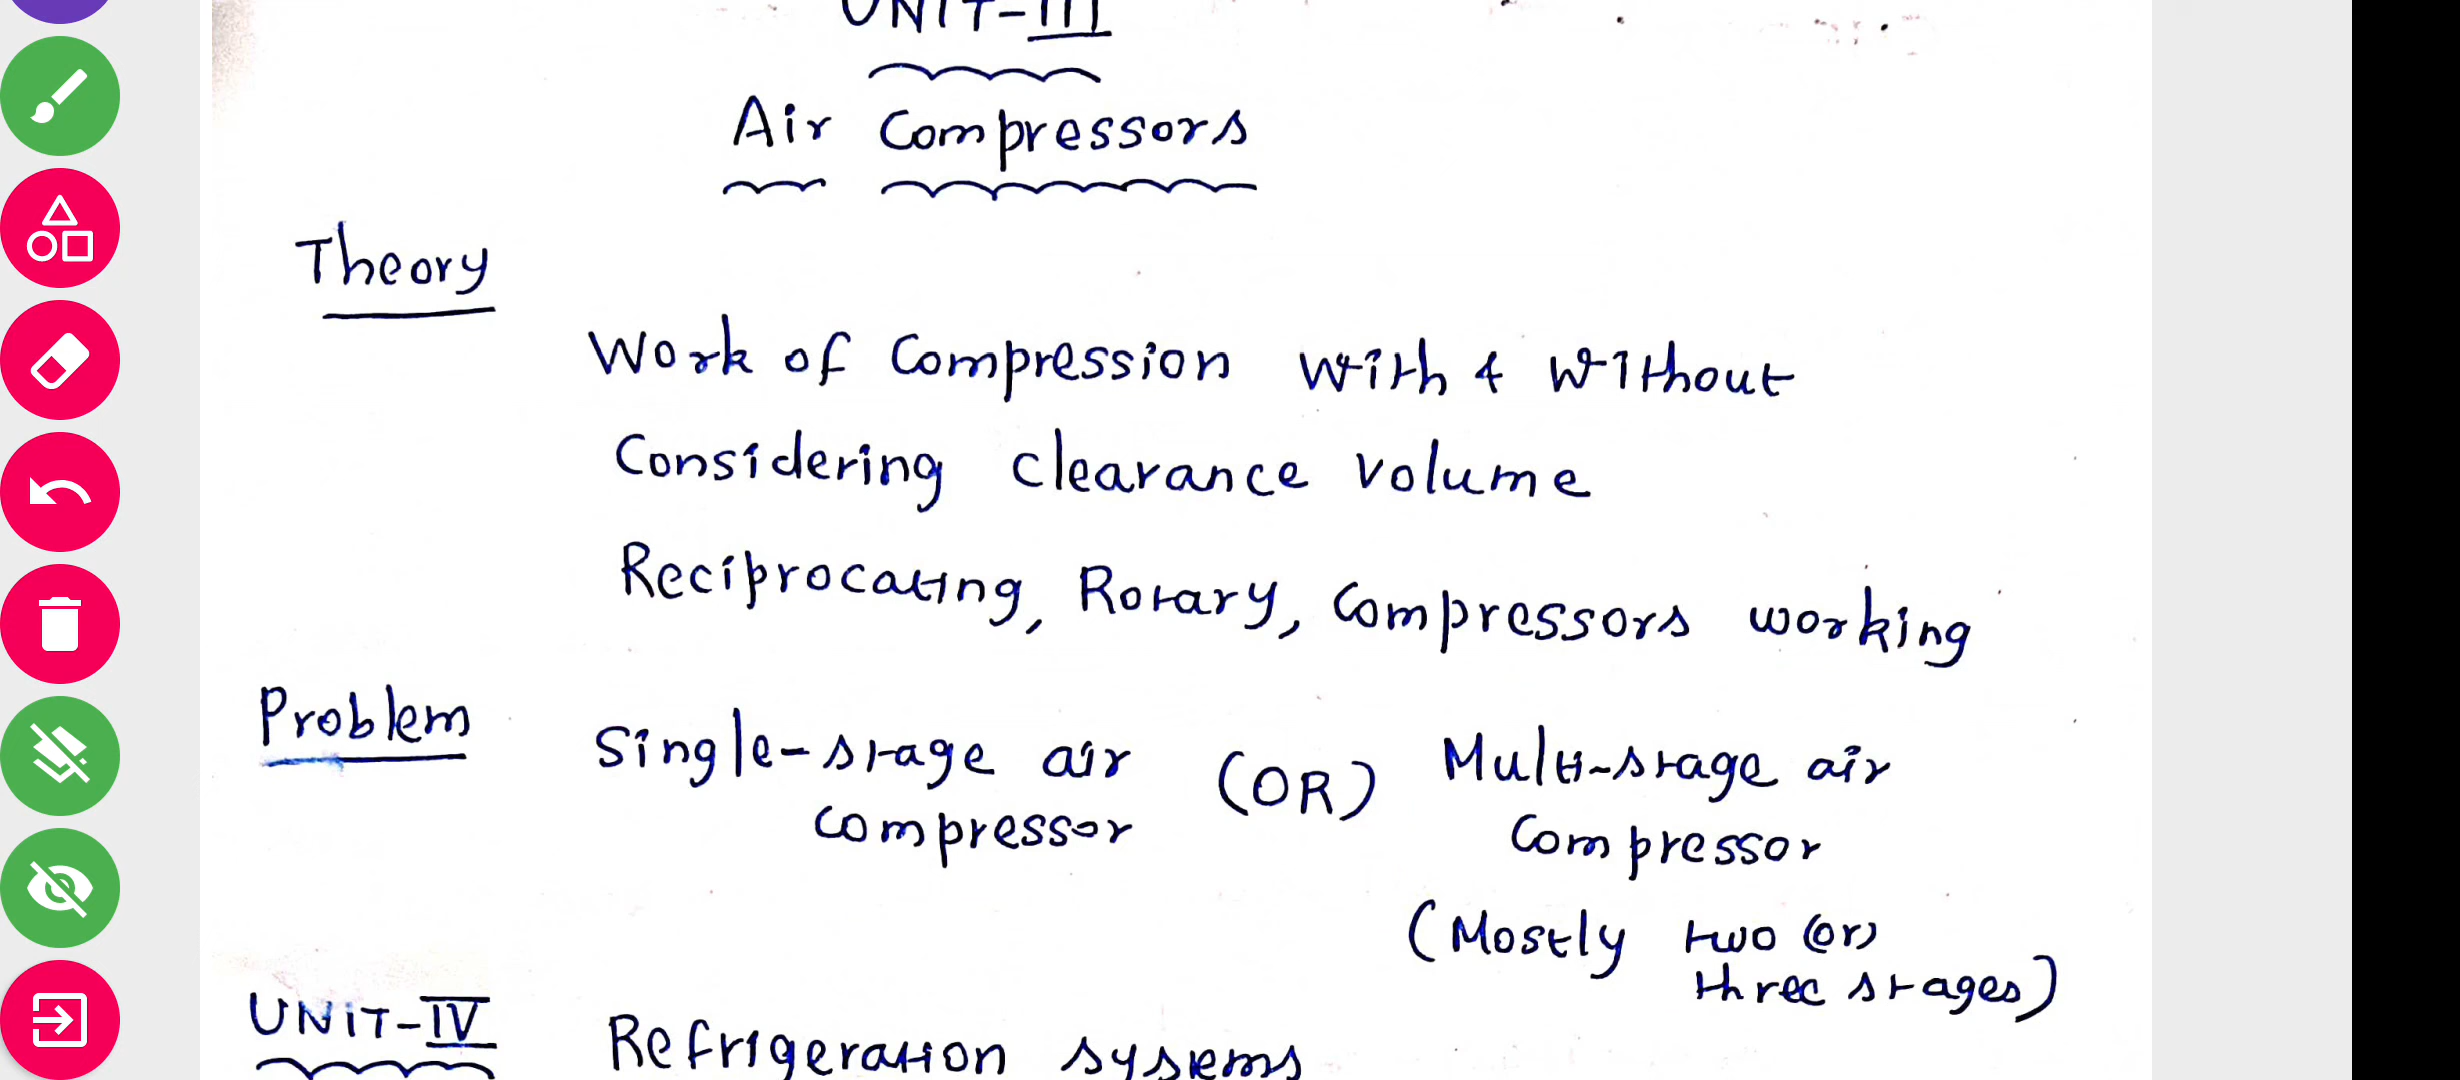 UNIT-III
Air Compressors
Theory
Work of Compression with & without
Considering clearance volume
Reciprocating, Rotary, Compressors working
Problem Single-stage air (OR) Multi-stage air
compressor Compressor
(Mostly two (or)
three stages)
UNIT-IV Refrigeration systems